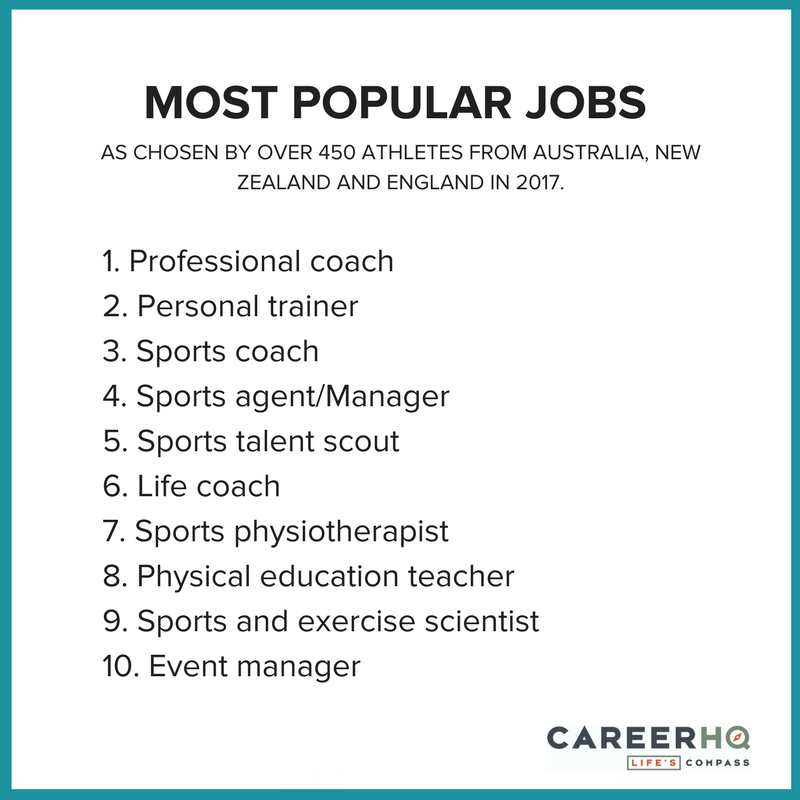 MOST POPULAR JOBS
AS CHOSEN BY OVER 450 ATHLETES FROM AUSTRALIA, NEW
ZEALAND AND ENGLAND IN 2017.
1. Professional coach
2. Personal trainer
3. Sports coach
4. Sports agent/Manager
5. Sports talent scout
6. Life coach
7. Sports physiotherapist
8. Physical education teacher
9. Sports and exercise scientist
10. Event manager
CAREERHQ
LIFE'S COMPASS